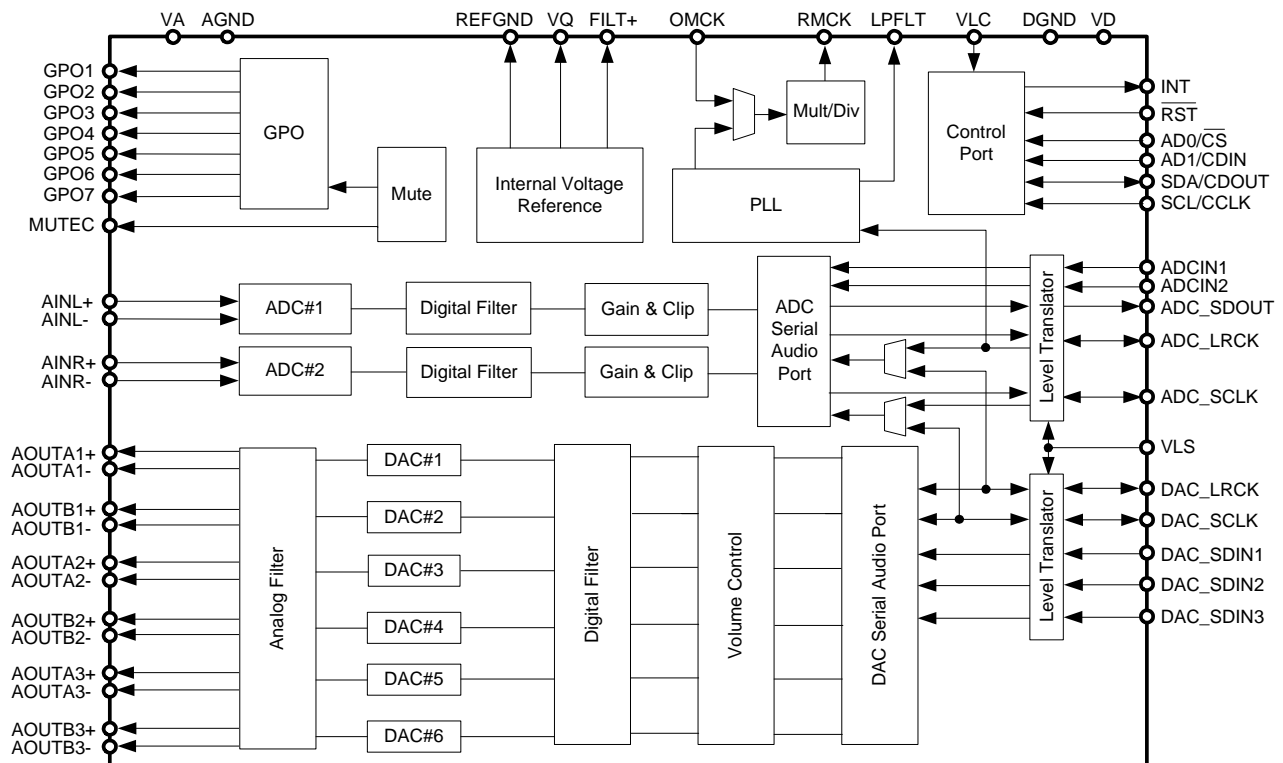 VA
AGND
REFGND
VQ
FILT+
OMCK
RMCK
LPFLT
VLC
DGND
VD
GPO1
GPO2
GPO3
GPO4
GPO5
GPO6
GPO7
MUTEC
GPO
Mute
Internal Voltage
Reference
Mult/Div
PLL
Control
Port
INT
RST
AD0/CS
AD1/CDIN
SDA/CDOUT
SCL/CCLK
AINL+
AINL-
AINR+
AINR-
ADC#1
ADC#2
Digital Filter
Digital Filter
Gain & Clip
Gain & Clip
ADC
Serial
Audio
Port
Level Translator
ADCIN1
ADCIN2
ADC_SDOUT
ADC_LRCK
ADC_SCLK
VLS
AOUTA1+
AOUTA1-
AOUTB1+
AOUTB1-
AOUTA2+
AOUTA2-
AOUTB2+
AOUTB2-
AOUTA3+
AOUTA3-
AOUTB3+
AOUTB3-
Analog Filter
DAC#1
DAC#2
DAC#3
DAC#4
DAC#5
DAC#6
Digital Filter
Volume Control
DAC Serial Audio Port
Level Translator
DAC_LRCK
DAC_SCLK
DAC_SDIN1
DAC_SDIN2
DAC_SDIN3